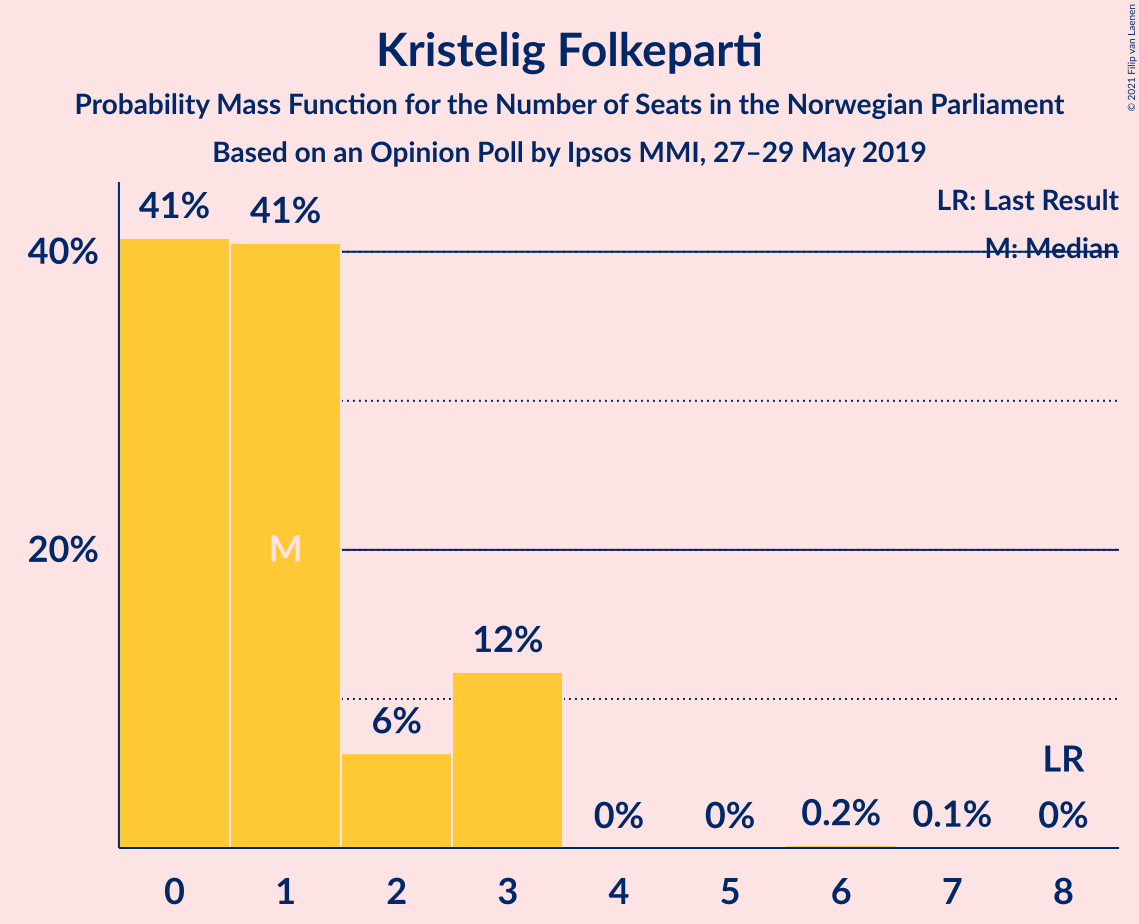 Kristelig Folkeparti
Probability Mass Function for the Number of Seats in the Norwegian Parliament
Based on an Opinion Poll by Ipsos MMI, 27–29 May 2019
© 2021 Filip van Laenen
LR: Last Result
M: Median
41%
41%
40%
20%
M
12%
6%
LR
0%
0%
0.2%
0.1%
0%
0
1
2
3
4
5
6
7
8